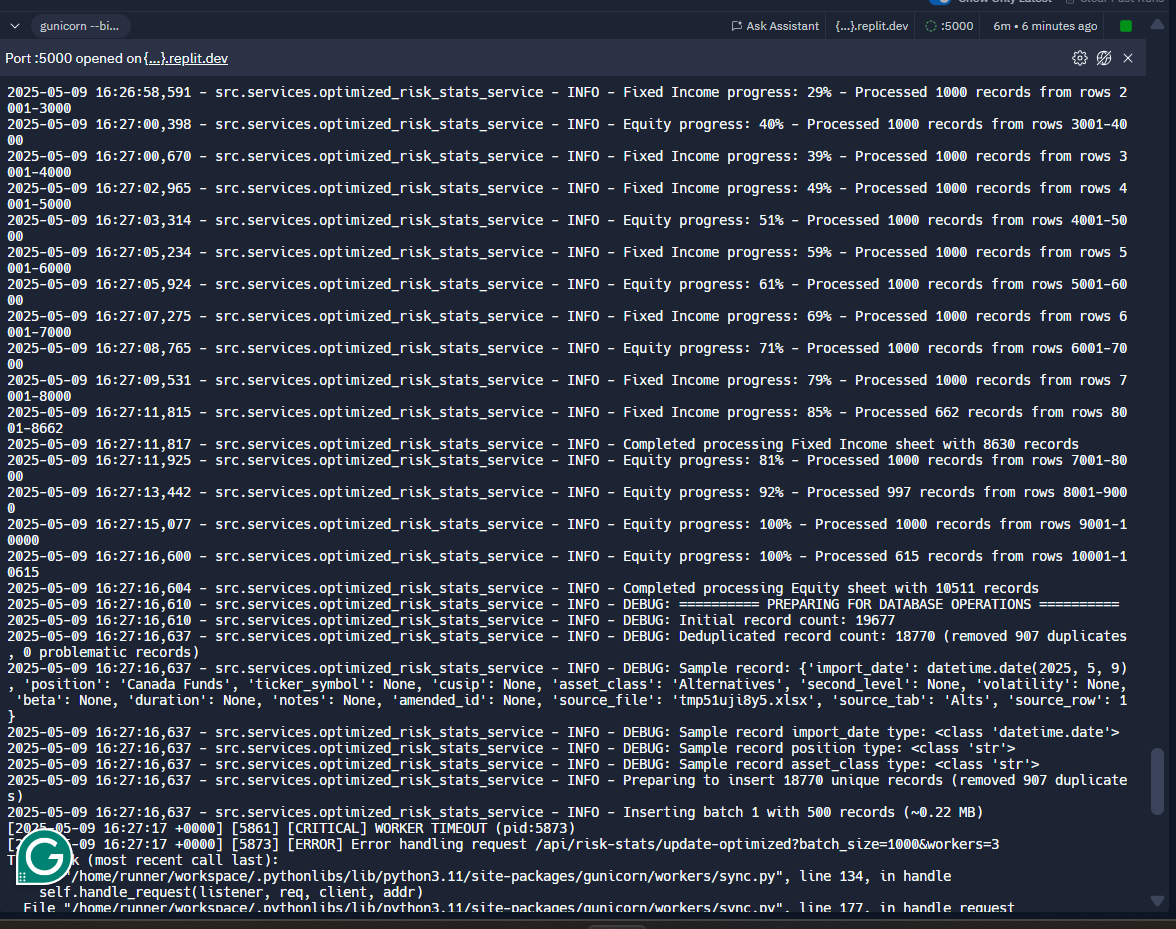 gunicorn --bi...
Ask Assistant
{...}.replit.dev
:5000
6m • 6 minutes ago
Port :5000 opened on {...}.replit.dev
2025-05-09 16:26:58,591 - src.services.optimized_risk_stats_service - INFO - Fixed Income progress: 29% - Processed 1000 records from rows 2
001-3000
2025-05-09 16:27:00,398 - src.services.optimized_risk_stats_service - INFO - Equity progress: 40% - Processed 1000 records from rows 3001-40
00
2025-05-09 16:27:00,670 - src.services.optimized_risk_stats_service - INFO - Fixed Income progress: 39% - Processed 1000 records from rows 3
001-4000
2025-05-09 16:27:02,965 - src.services.optimized_risk_stats_service - INFO - Fixed Income progress: 49% - Processed 1000 records from rows 4
001-5000
2025-05-09 16:27:03,314 - src.services.optimized_risk_stats_service - INFO - Equity progress: 51% - Processed 1000 records from rows 4001-50
00
2025-05-09 16:27:05,234 - src.services.optimized_risk_stats_service - INFO - Fixed Income progress: 59% - Processed 1000 records from rows 5
001-6000
2025-05-09 16:27:05,924 - src.services.optimized_risk_stats_service - INFO - Equity progress: 61% - Processed 1000 records from rows 5001-60
00
2025-05-09 16:27:07,275 - src.services.optimized_risk_stats_service - INFO - Fixed Income progress: 69% - Processed 1000 records from rows 6
001-7000
2025-05-09 16:27:08,765 - src.services.optimized_risk_stats_service - INFO - Equity progress: 71% - Processed 1000 records from rows 6001-70
00
2025-05-09 16:27:09,531 - src.services.optimized_risk_stats_service - INFO - Fixed Income progress: 79% - Processed 1000 records from rows 7
001-8000
2025-05-09 16:27:11,815 - src.services.optimized_risk_stats_service - INFO - Fixed Income progress: 85% - Processed 662 records from rows 80
01-8662
2025-05-09 16:27:11,817 - src.services.optimized_risk_stats_service - INFO - Completed processing Fixed Income sheet with 8630 records
2025-05-09 16:27:11,925 - src.services.optimized_risk_stats_service - INFO - Equity progress: 81% - Processed 1000 records from rows 7001-80
00
2025-05-09 16:27:13,442 - src.services.optimized_risk_stats_service - INFO - Equity progress: 92% - Processed 997 records from rows 8001-900
0
2025-05-09 16:27:15,077 - src.services.optimized_risk_stats_service - INFO - Equity progress: 100% - Processed 1000 records from rows 9001-1
0000
2025-05-09 16:27:16,600 - src.services.optimized_risk_stats_service - INFO - Equity progress: 100% - Processed 615 records from rows 10001-1
0615
2025-05-09 16:27:16,604 - src.services.optimized_risk_stats_service - INFO - Completed processing Equity sheet with 10511 records
2025-05-09 16:27:16,610 - src.services.optimized_risk_stats_service - INFO - DEBUG: ========== PREPARING FOR DATABASE OPERATIONS ==========
2025-05-09 16:27:16,610 - src.services.optimized_risk_stats_service - INFO - DEBUG: Initial record count: 19677
2025-05-09 16:27:16,637 - src.services.optimized_risk_stats_service - INFO - DEBUG: Deduplicated record count: 18770 (removed 907 duplicates
, 0 problematic records)
2025-05-09 16:27:16,637 - src.services.optimized_risk_stats_service - INFO - DEBUG: Sample record: {'import_date': datetime.date(2025, 5, 9)
, 'position': 'Canada Funds', 'ticker_symbol': None, 'cusip': None, 'asset_class': 'Alternatives', 'second_level': None, 'volatility': None,
'beta': None, 'duration': None, 'notes': None, 'amended_id': None, 'source_file': 'tmp51uji8y5.xlsx', 'source_tab': 'Alts', 'source_row': 1
}
2025-05-09 16:27:16,637 - src.services.optimized_risk_stats_service - INFO - DEBUG: Sample record import_date type: <class 'datetime.date'>
2025-05-09 16:27:16,637 - src.services.optimized_risk_stats_service - INFO - DEBUG: Sample record position type: <class 'str'>
2025-05-09 16:27:16,637 - src.services.optimized_risk_stats_service - INFO - DEBUG: Sample record asset_class type: <class 'str'>
2025-05-09 16:27:16,637 - src.services.optimized_risk_stats_service - INFO - Preparing to insert 18770 unique records (removed 907 duplicate
s)
2025-05-09 16:27:16,637 - src.services.optimized_risk_stats_service - INFO - Inserting batch 1 with 500 records (~0.22 MB)
[2025-05-09 16:27:17 +0000] [5861] [CRITICAL] WORKER TIMEOUT (pid:5873)
05-09 16:27:17 +0000] [5873] [ERROR] Error handling request /api/risk-stats/update-optimized?batch_size=1000&workers=3
(most recent call last):
"/home/runner/workspace/.pythonlibs/lib/python3.11/site-packages/gunicorn/workers/sync.py", line 134, in handle
self.handle_request(listener, req, client, addr)
File "/home/runner/workspace/.pythonlibs/lib/python3.11/site-packages/gunicorn/workers/sync.py", line 177, in handle_request